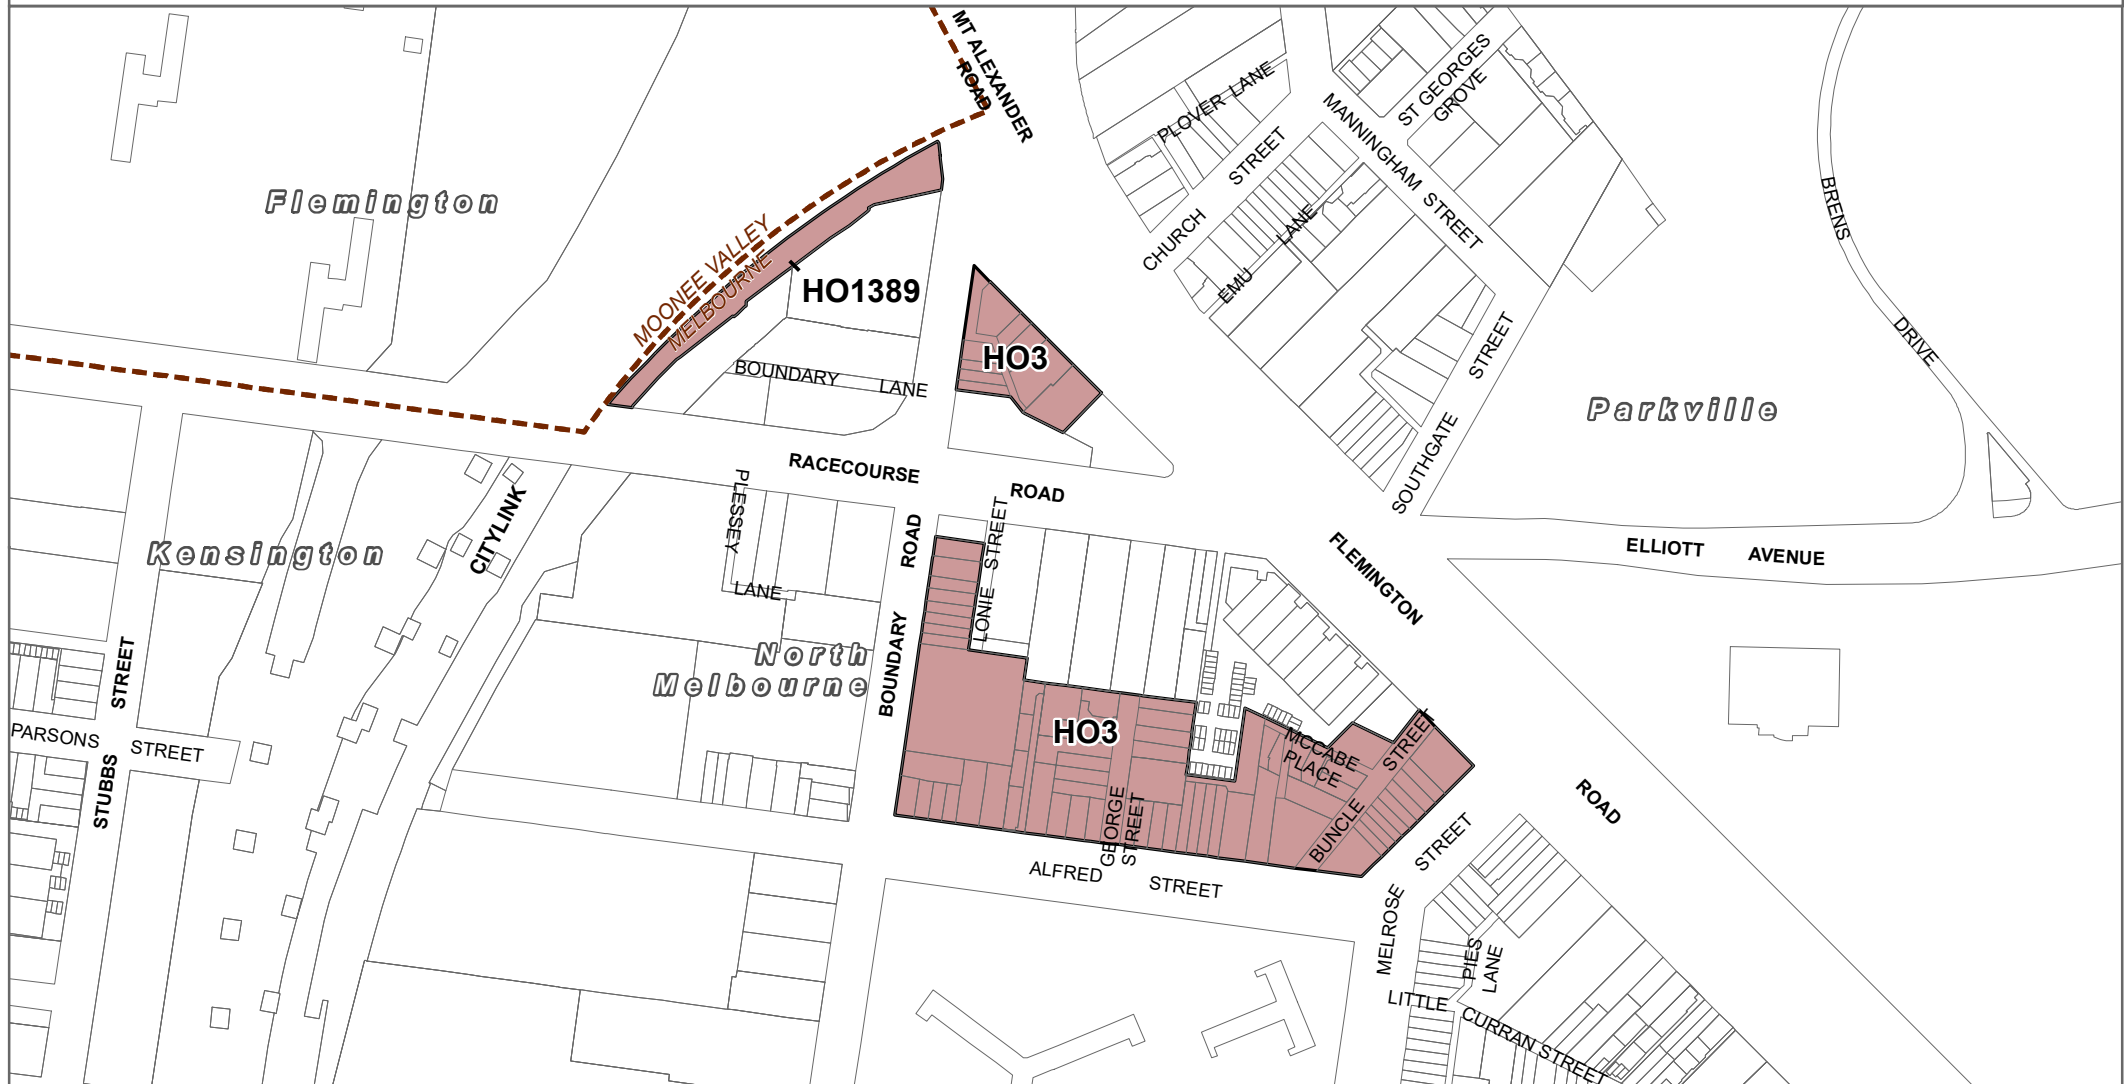 MT ALEXANDER
ROAD
ST GEORGES
GROVE
PLOVER LANE
MANNINGHAM STREET
CHURCH STREET
EMU LANE
BRENS DRIVE
Flemington
MOONEE VALLEY
MELBOURNE
HO1389
HO3
BOUNDARY LANE
SOUTHGATE STREET
Parkville
RACECOURSE ROAD
PLESSEY
LANE
CITYLINK
Kensington
LONIE STREET
BOUNDARY ROAD
FLEMINGTON ROAD
ELLIOTT AVENUE
North
Melbourne
HO3
MCCABE
PLACE
BUNCLE STREET
GEORGE
STREET
ALFRED STREET
PARSONS STREET
STUBBS STREET
MELROSE STREET
PIES
LANE
LITTLE CURRAN STREET